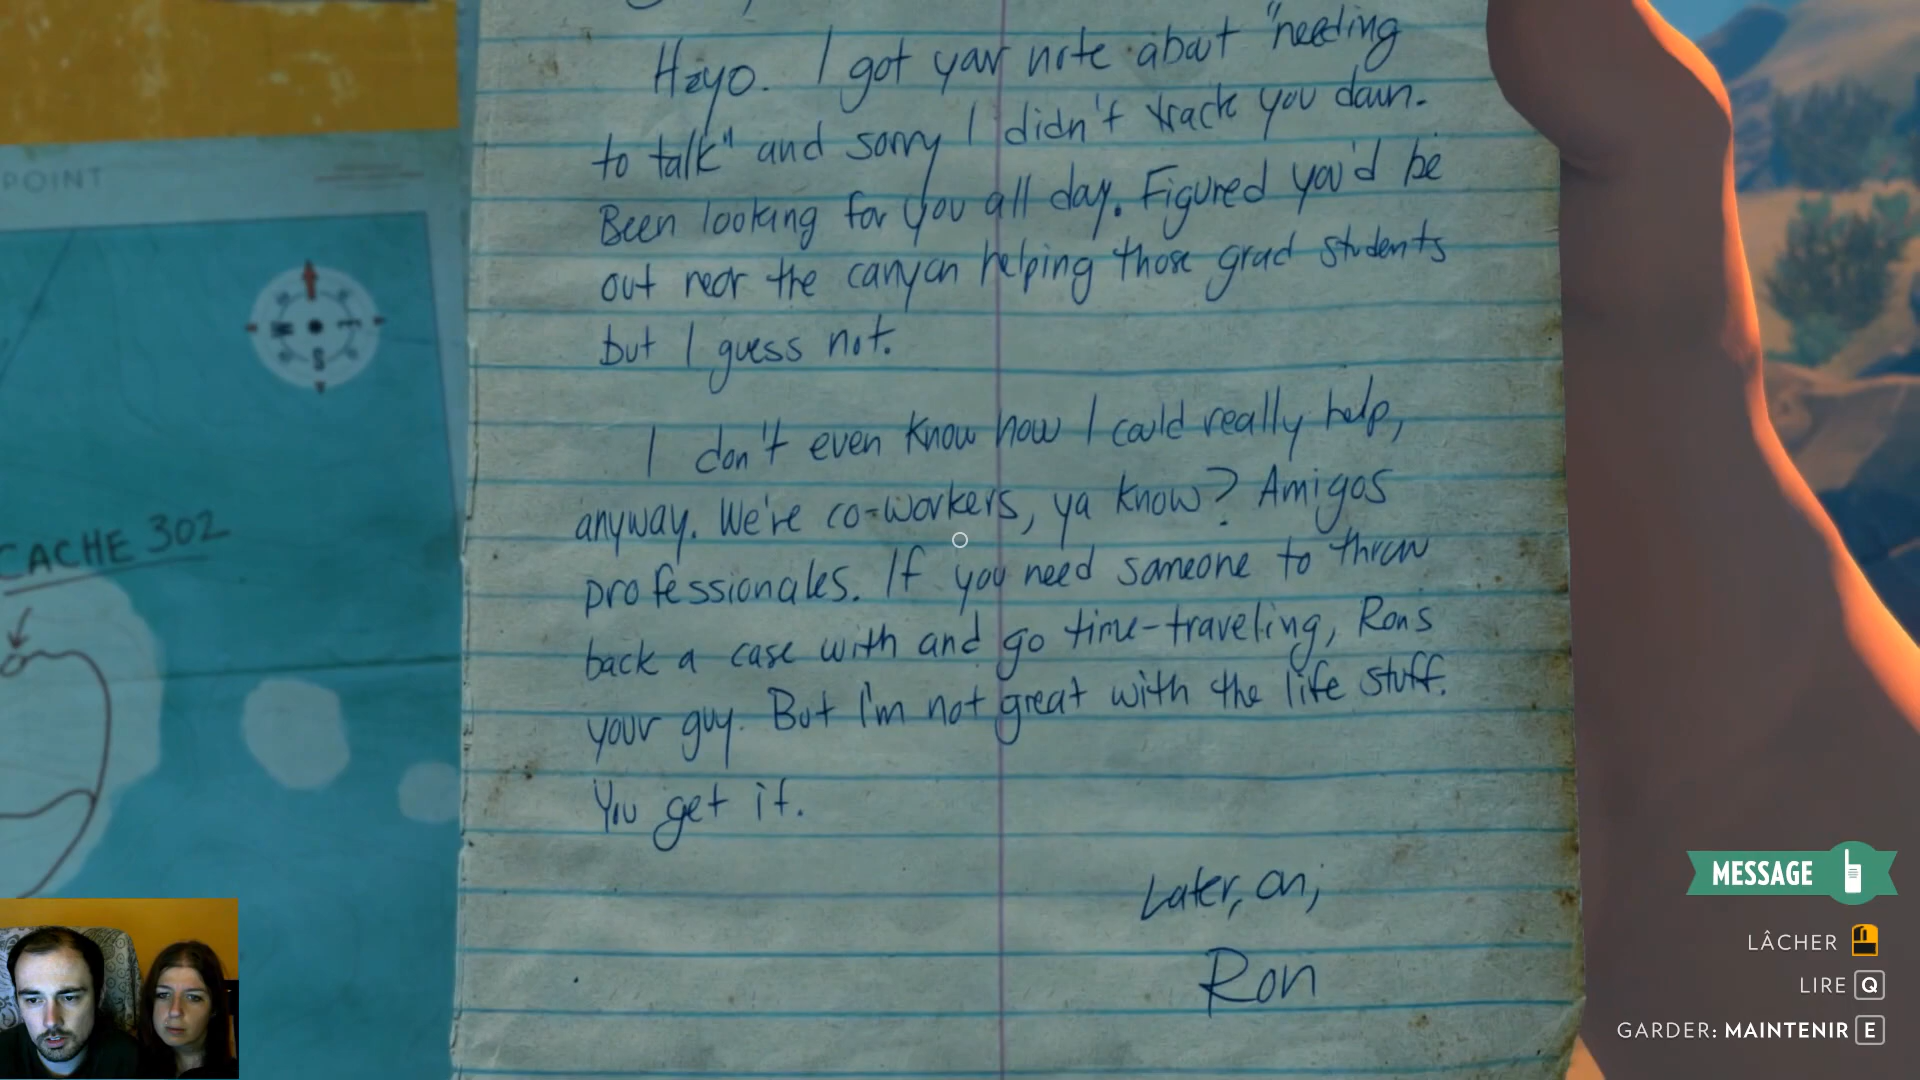 Heyo. I got your note about "needing
to talk" and sorry I didn't track you down.
Been looking for you all day. Figured you'd be
out near the canyon helping those grad students
but I guess not.
I don't even know how I could really help,
anyway. We're co-workers, ya know? Amigos
professionales. If you need someone to throw
back a case with and go time-traveling, Ron's
your guy. But I'm not great with the life stuff.
You get it.
Later, on,
Ron
POINT
S
CACHE 302
MESSAGE
LÂCHER
LIRE Q
GARDER: MAINTENIR E